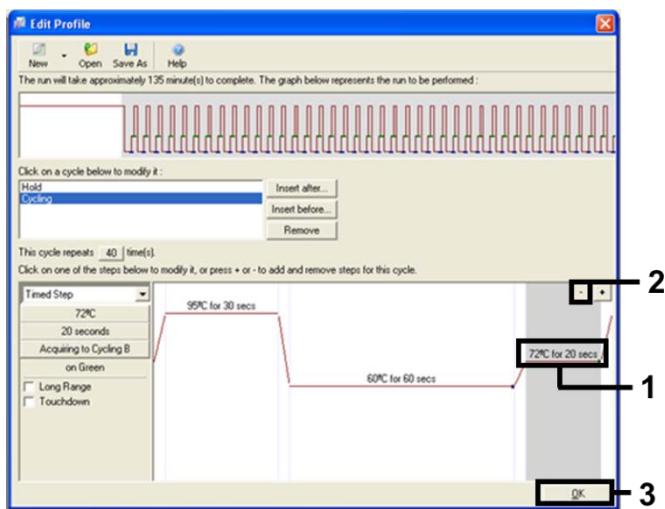 Edit Profile
New Open Save As Help
The run will take approximately 135 minute(s) to complete. The graph below represents the run to be performed :
Click on a cycle below to modify it :
Hold
Cycling
Insert after...
Insert before...
Remove
This cycle repeats 40 time(s).
Click on one of the steps below to modify it, or press + or - to add and remove steps for this cycle.
Timed Step
72ºC
20 seconds
Acquiring to Cycling B
on Green
Long Range
Touchdown
95ºC for 30 secs
60ºC for 60 secs
72ºC for 20 secs
- +
2
1
OK
3